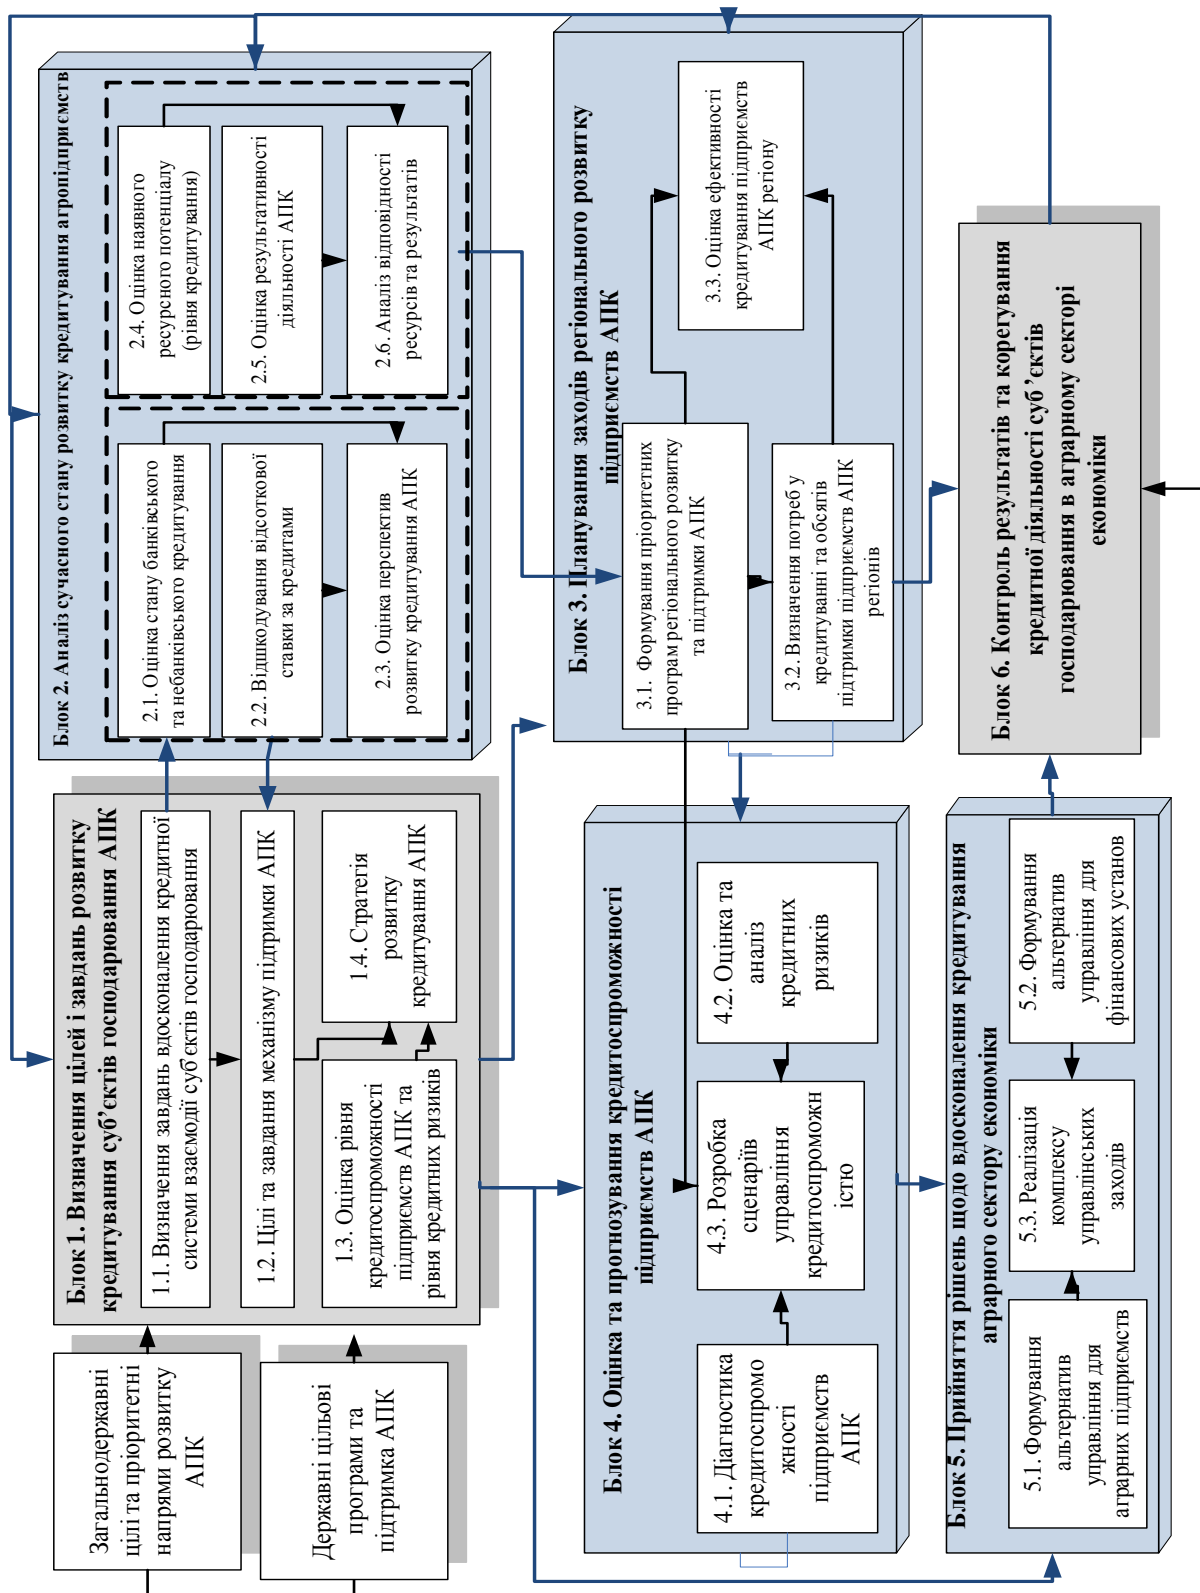 Загальнодержавні
цілі та пріоритетні
напрями розвитку
АПК
Державні цільові
програми та
підтримка АПК
Блок 1. Визначення цілей і завдань розвитку
кредитування суб’єктів господарювання АПК
1.1. Визначення завдань вдосконалення кредитної
системи взаємодії суб’єктів господарювання
1.2. Цілі та завдання механізму підтримки АПК
1.3. Оцінка рівня
кредитоспроможності
підприємств АПК та
рівня кредитних ризиків
1.4. Стратегія
розвитку
кредитування АПК
Блок 2. Аналіз сучасного стану розвитку кредитування агропідприємств
2.1. Оцінка стану банківського
та небанківського кредитування
2.2. Відшкодування відсоткової
ставки за кредитами
2.3. Оцінка перспектив
розвитку кредитування АПК
2.4. Оцінка наявного
ресурсного потенціалу
(рівня кредитування)
2.5. Оцінка результативності
діяльності АПК
2.6. Аналіз відповідності
ресурсів та результатів
Блок 3. Планування заходів регіонального розвитку
підприємств АПК
3.1. Формування пріоритетних
програм регіонального розвитку
та підтримки АПК
3.2. Визначення потреб у
кредитуванні та обсягів
підтримки підприємств АПК
регіонів
3.3. Оцінка ефективності
кредитування підприємств
АПК регіону
Блок 4. Оцінка та прогнозування кредитоспроможності
підприємств АПК
4.1. Діагностика
кредитоспромо
жності
підприємств
АПК
4.3. Розробка
сценаріїв
управління
кредитоспроможн
істю
4.2. Оцінка та
аналіз
кредитних
ризиків
Блок 5. Прийняття рішень щодо вдосконалення кредитування
аграрного сектору економіки
5.1. Формування
альтернатив
управління для
аграрних підприємств
5.3. Реалізація
комплексу
управлінських
заходів
5.2. Формування
альтернатив
управління для
фінансових установ
Блок 6. Контроль результатів та корегування
кредитної діяльності суб’єктів
господарювання в аграрному секторі
економіки